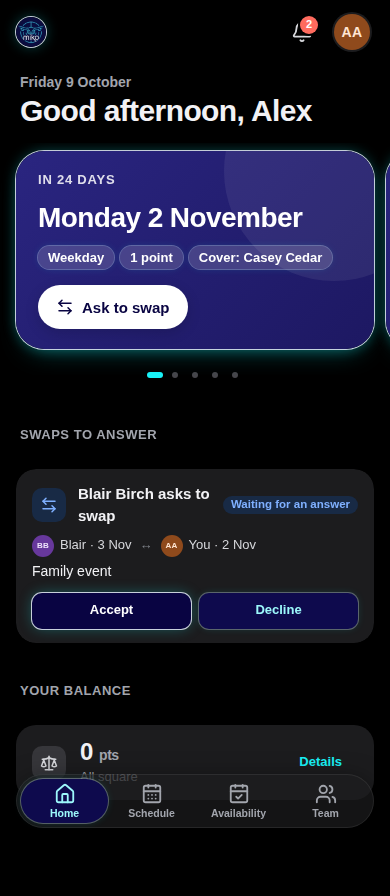 miko
2
AA
Friday 9 October
Good afternoon, Alex
IN 24 DAYS
Monday 2 November
Weekday 1 point Cover: Casey Cedar
Ask to swap
SWAPS TO ANSWER
Blair Birch asks to
swap
Waiting for an answer
BB Blair · 3 Nov ↔ AA You · 2 Nov
Family event
Accept Decline
YOUR BALANCE
0 pts
All square
Details
Home Schedule Availability Team